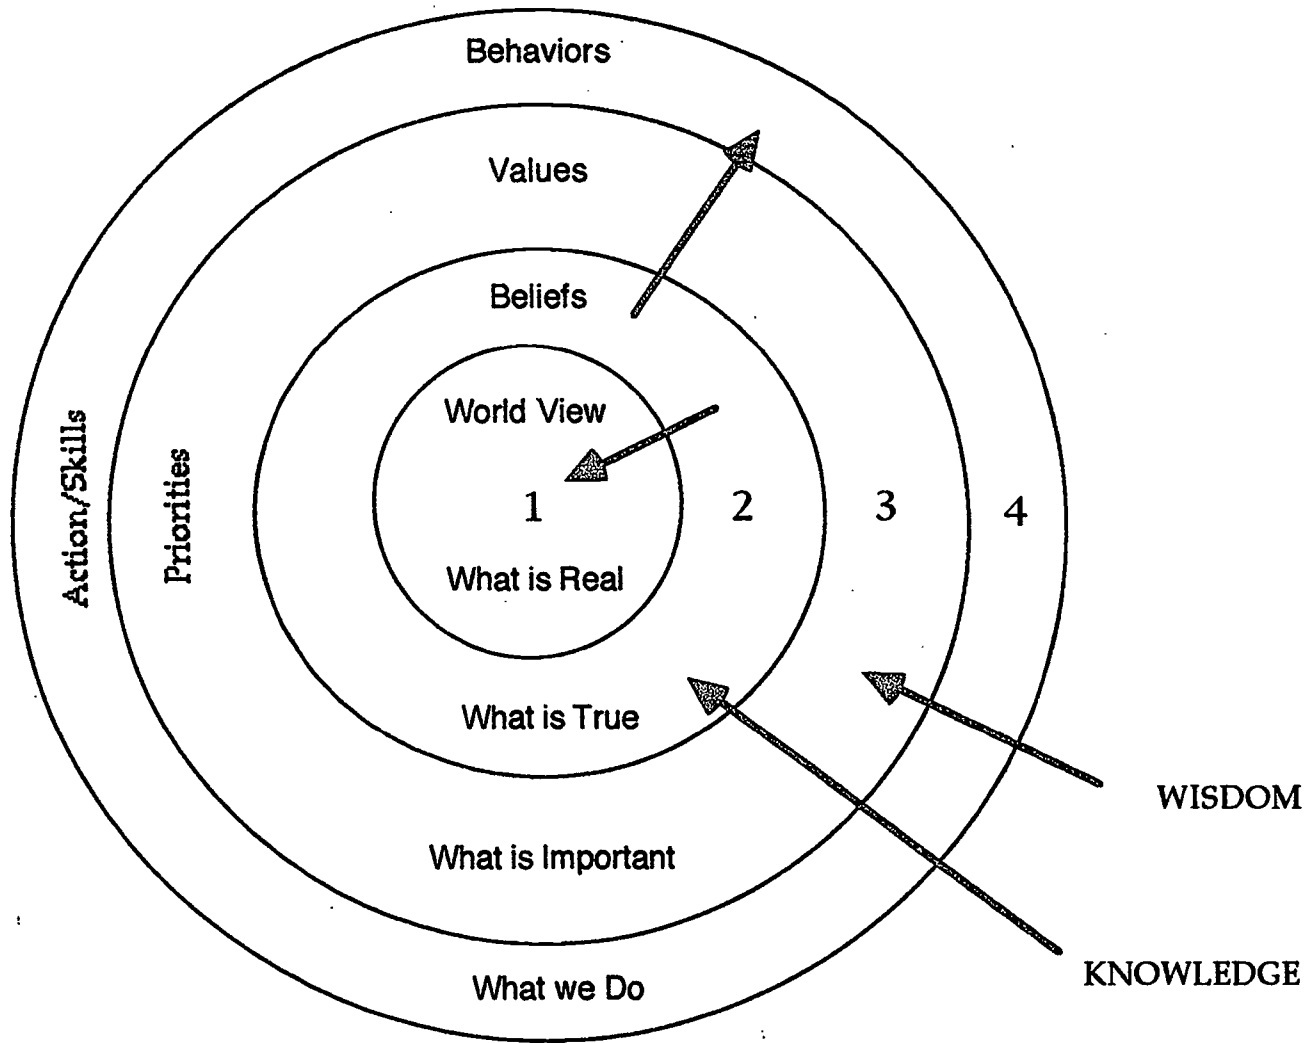 Behaviors
Values
Beliefs
World View
Action/Skills
Priorities
1
2
3
4
What is Real
What is True
WISDOM
What is Important
KNOWLEDGE
What we Do